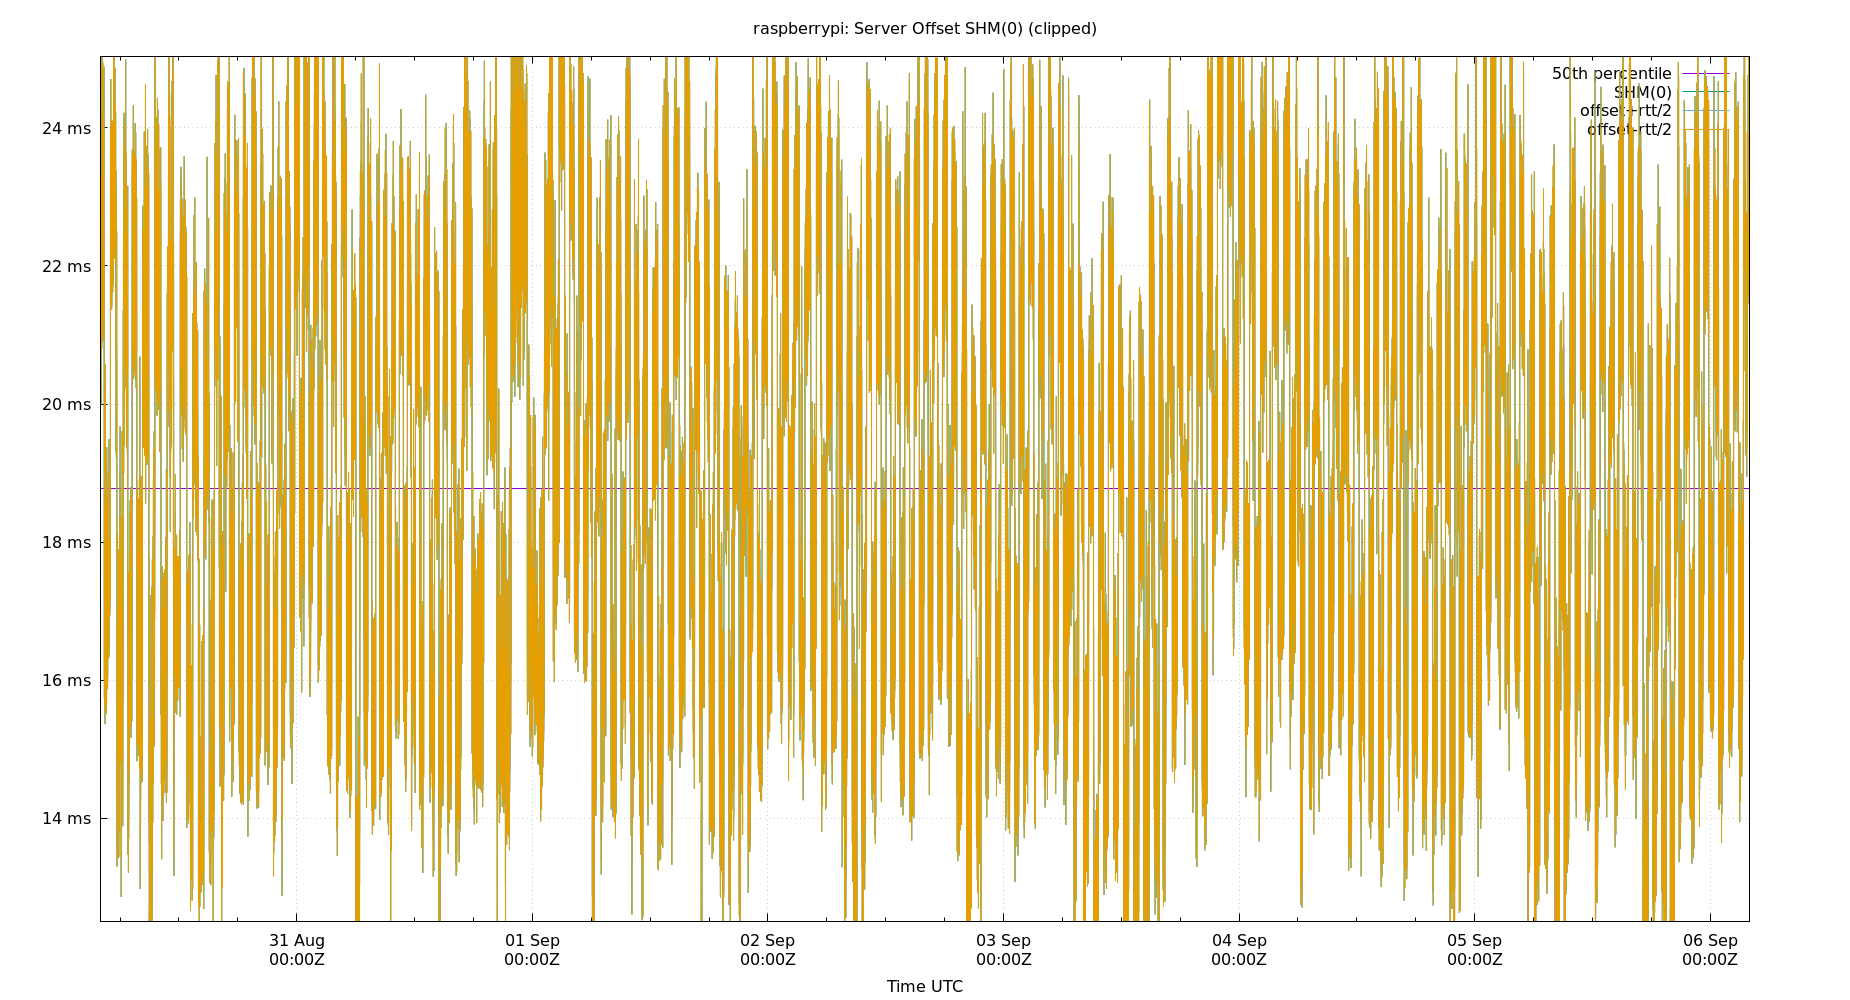 raspberrypi: Server Offset SHM(0) (clipped)
50th percentile
SHM(0)
offset+rtt/2
offset-rtt/2
24 ms
22 ms
20 ms
18 ms
16 ms
14 ms
31 Aug 01 Sep 02 Sep 03 Sep 04 Sep 05 Sep 06 Sep
00:00Z 00:00Z 00:00Z 00:00Z 00:00Z 00:00Z 00:00Z
Time UTC